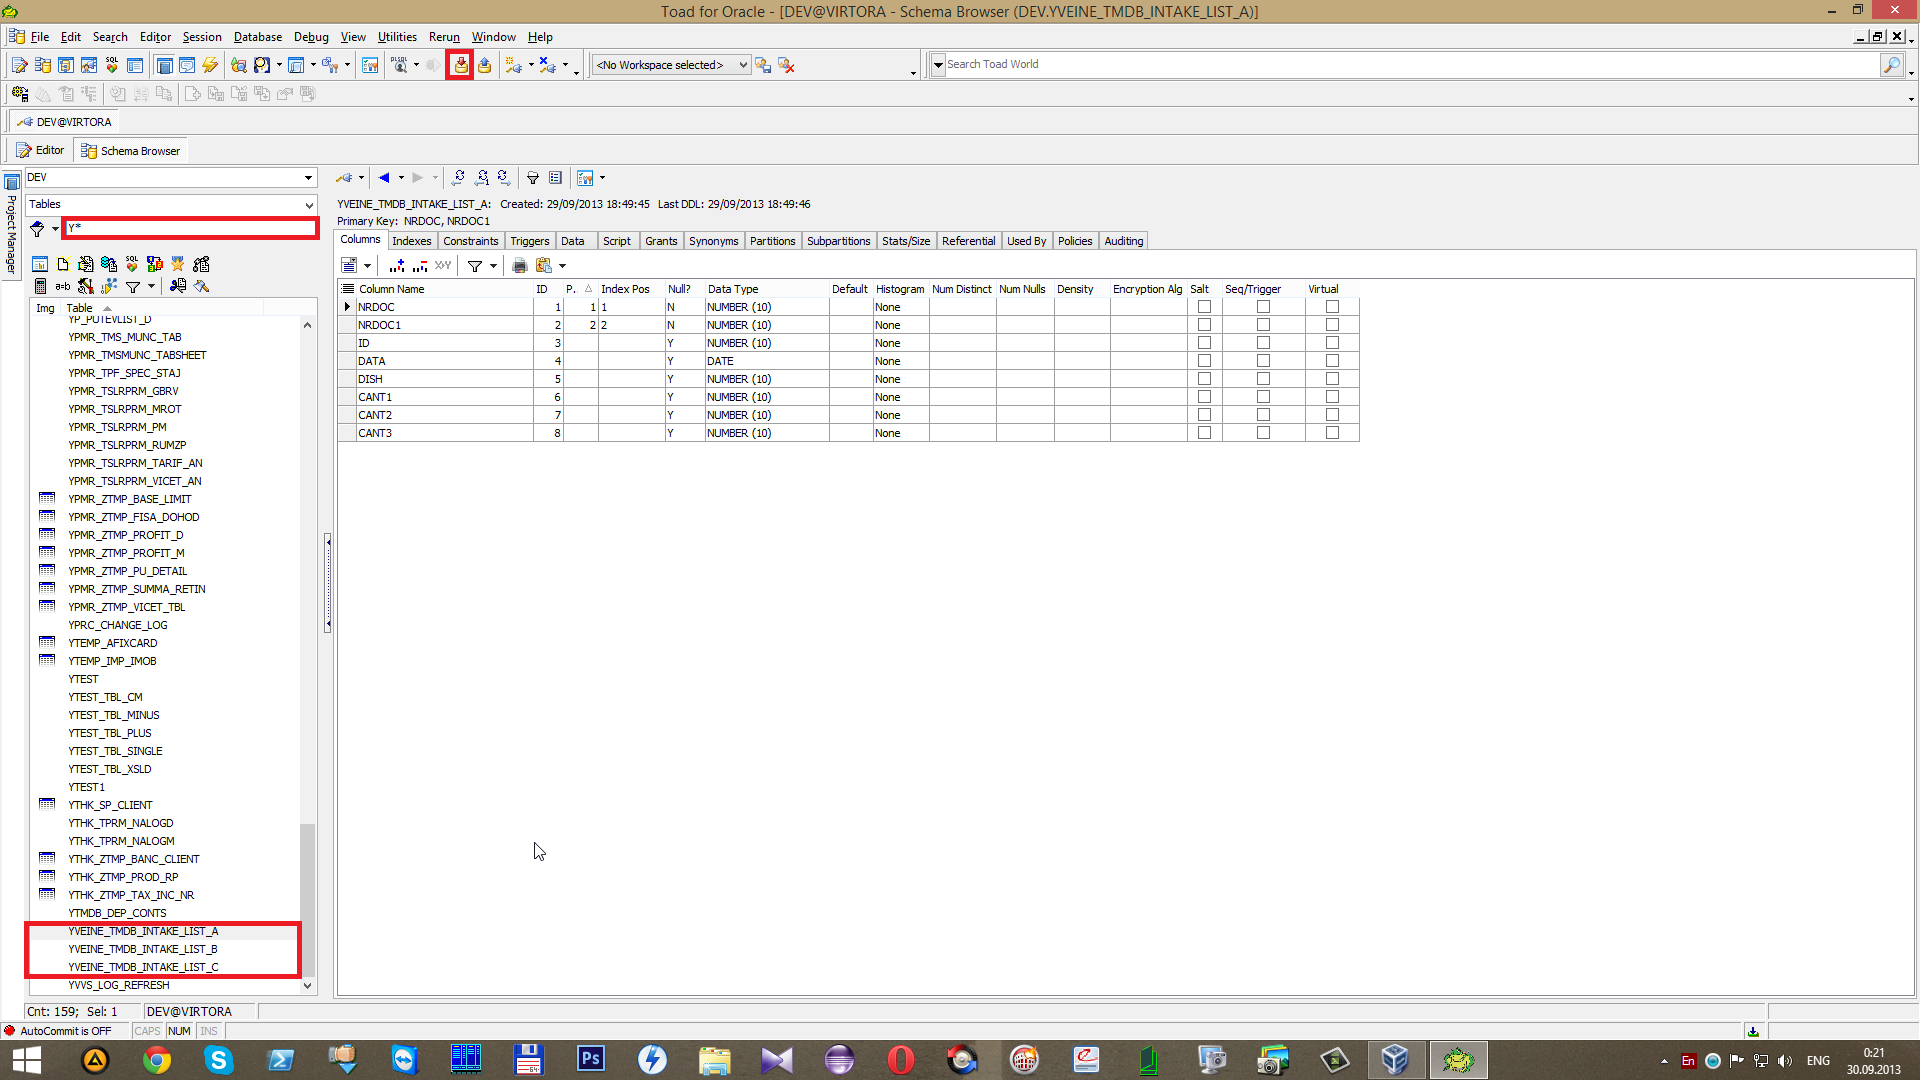 Toad for Oracle - [DEV@VIRTORA - Schema Browser (DEV.YVEINE_TMDB_INTAKE_LIST_A)]
File Edit Search Editor Session Database Debug View Utilities Rerun Window Help
<No Workspace selected> Search Toad World
DEV@VIRTORA
Editor Schema Browser
Project Manager
DEV
Tables
Y*
Img Table
YP_PUTEVLIST_D
YPMR_TMS_MUNC_TAB
YPMR_TMSMUNC_TABSHEET
YPMR_TPF_SPEC_STAJ
YPMR_TSLRPRM_GBRV
YPMR_TSLRPRM_MROT
YPMR_TSLRPRM_PM
YPMR_TSLRPRM_RUMZP
YPMR_TSLRPRM_TARIF_AN
YPMR_TSLRPRM_VICET_AN
YPMR_ZTMP_BASE_LIMIT
YPMR_ZTMP_FISA_DOHOD
YPMR_ZTMP_PROFIT_D
YPMR_ZTMP_PROFIT_M
YPMR_ZTMP_PU_DETAIL
YPMR_ZTMP_SUMMA_RETIN
YPMR_ZTMP_VICET_TBL
YPRC_CHANGE_LOG
YTEMP_AFIXCARD
YTEMP_IMP_IMOB
YTEST
YTEST_TBL_CM
YTEST_TBL_MINUS
YTEST_TBL_PLUS
YTEST_TBL_SINGLE
YTEST_TBL_XSLD
YTEST1
YTHK_SP_CLIENT
YTHK_TPRM_NALOGD
YTHK_TPRM_NALOGM
YTHK_ZTMP_BANC_CLIENT
YTHK_ZTMP_PROD_RP
YTHK_ZTMP_TAX_INC_NR
YTMDB_DEP_CONTS
YVEINE_TMDB_INTAKE_LIST_A
YVEINE_TMDB_INTAKE_LIST_B
YVEINE_TMDB_INTAKE_LIST_C
YVVS_LOG_REFRESH
YVEINE_TMDB_INTAKE_LIST_A: Created: 29/09/2013 18:49:45 Last DDL: 29/09/2013 18:49:46
Primary Key: NRDOC, NRDOC1
Columns Indexes Constraints Triggers Data Script Grants Synonyms Partitions Subpartitions Stats/Size Referential Used By Policies Auditing
Column Name ID P.. Index Pos Null? Data Type Default Histogram Num Distinct Num Nulls Density Encryption Alg Salt Seq/Trigger Virtual
NRDOC 1 1 1 N NUMBER (10) None
NRDOC1 2 2 2 N NUMBER (10) None
ID 3 Y NUMBER (10) None
DATA 4 Y DATE None
DISH 5 Y NUMBER (10) None
CANT1 6 Y NUMBER (10) None
CANT2 7 Y NUMBER (10) None
CANT3 8 Y NUMBER (10) None
Cnt: 159; Sel: 1 DEV@VIRTORA
AutoCommit is OFF CAPS NUM INS
Ps
En ENG 0:21
30.09.2013